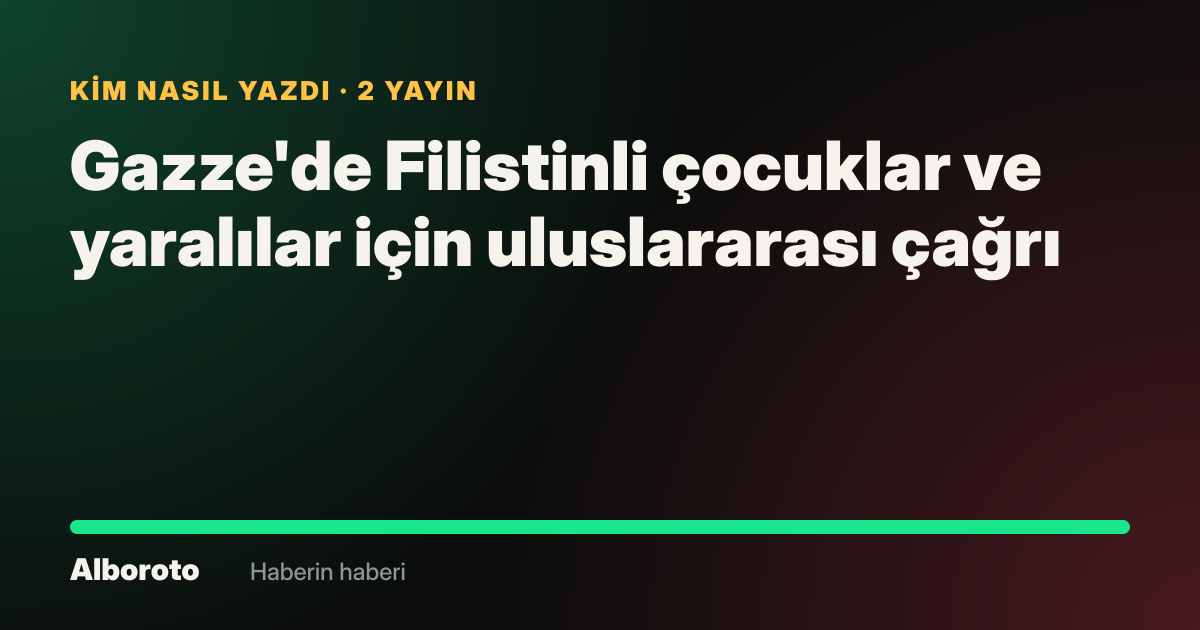 KİM NASIL YAZDI · 2 YAYIN
Gazze'de Filistinli çocuklar ve
yaralılar için uluslararası çağrı
Alboroto
Haberin haberi